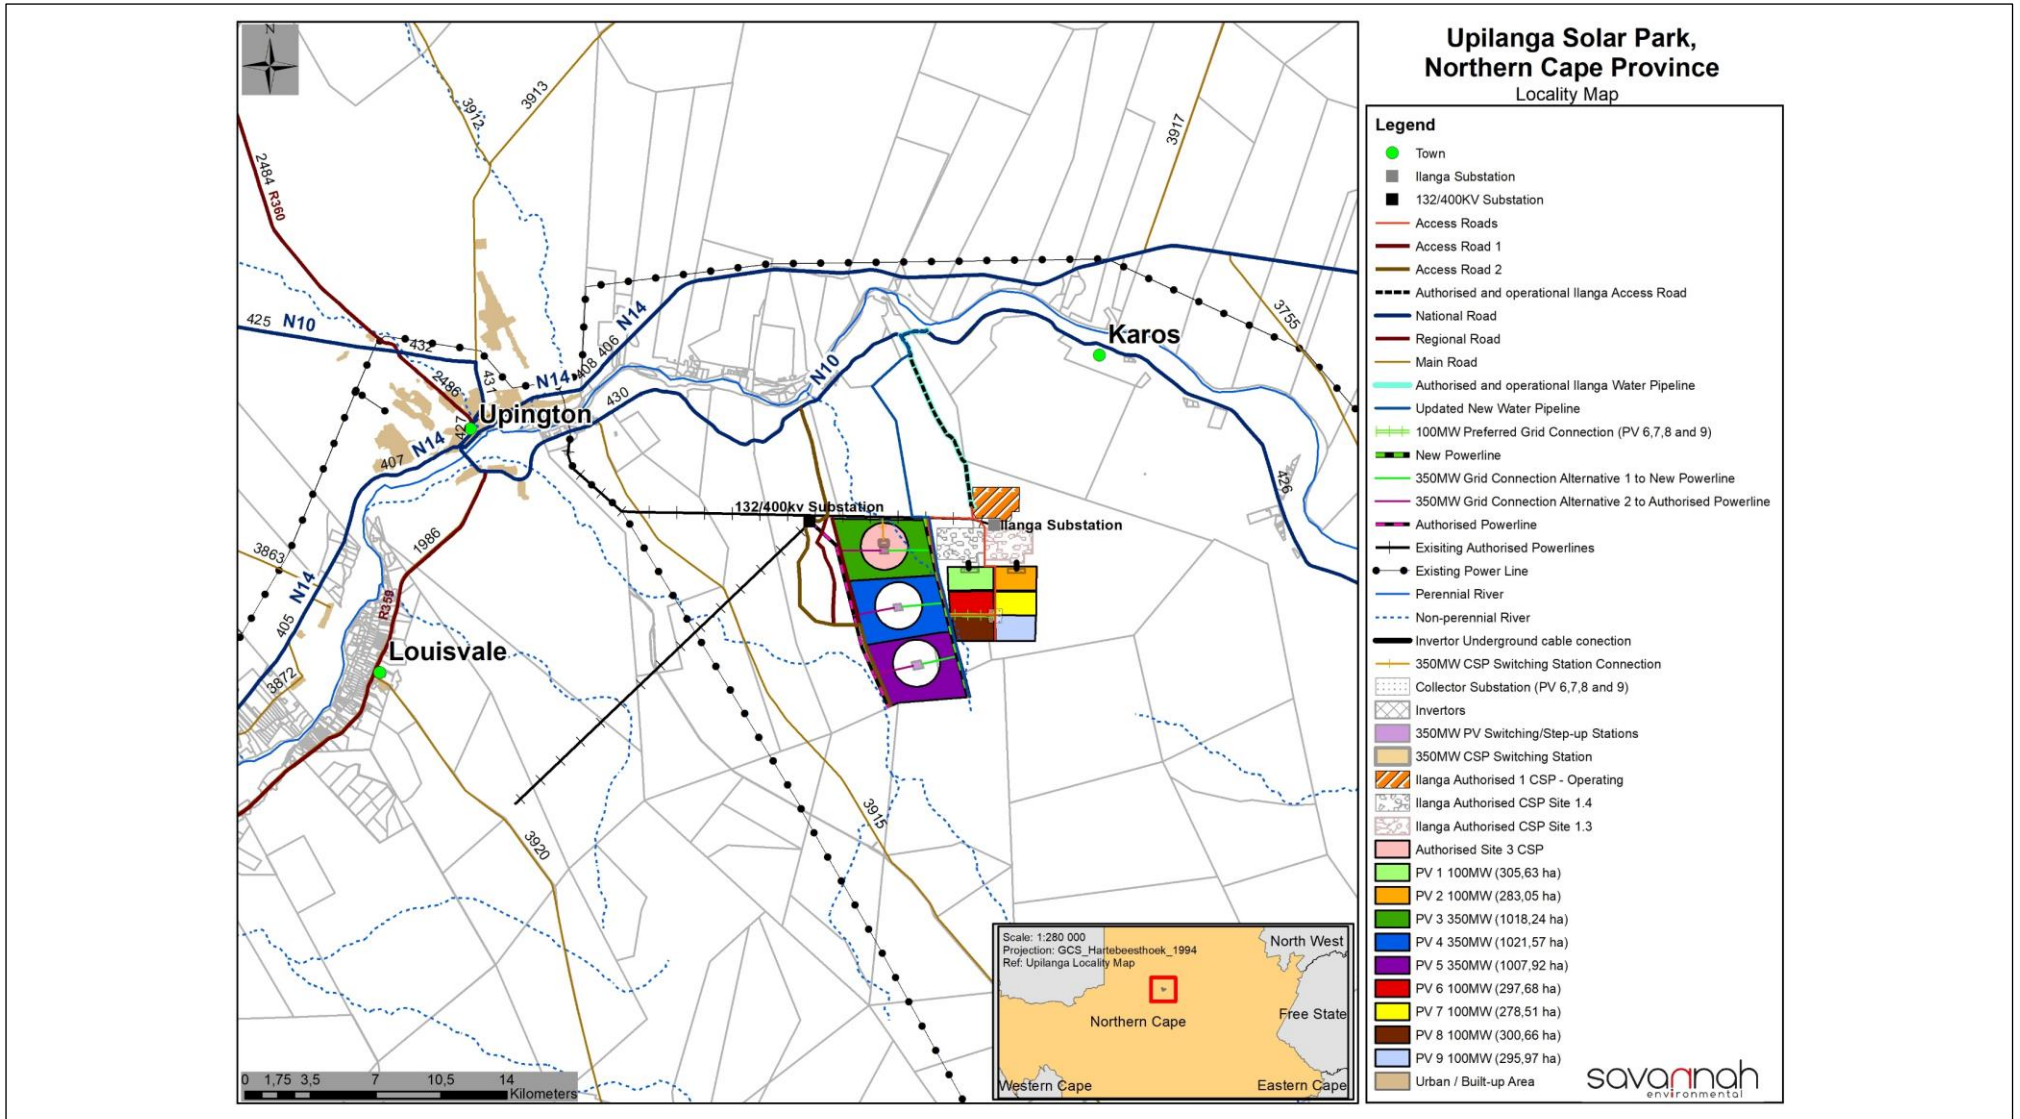 Upilanga Solar Park,
Northern Cape Province
Locality Map
Legend
Town
Ilanga Substation
132/400KV Substation
Access Roads
Access Road 1
Access Road 2
Authorised and operational Ilanga Access Road
National Road
Regional Road
Main Road
Authorised and operational Ilanga Water Pipeline
Updated New Water Pipeline
100MW Preferred Grid Connection (PV 6,7,8 and 9)
New Powerline
350MW Grid Connection Alternative 1 to New Powerline
350MW Grid Connection Alternative 2 to Authorised Powerline
Authorised Powerline
Exisiting Authorised Powerlines
Existing Power Line
Perennial River
Non-perennial River
Invertor Underground cable conection
350MW CSP Switching Station Connection
Collector Substation (PV 6,7,8 and 9)
Invertors
350MW PV Switching/Step-up Stations
350MW CSP Switching Station
Ilanga Authorised 1 CSP - Operating
Ilanga Authorised CSP Site 1.4
Ilanga Authorised CSP Site 1.3
Authorised Site 3 CSP
PV 1 100MW (305,63 ha)
PV 2 100MW (283,05 ha)
PV 3 350MW (1018,24 ha)
PV 4 350MW (1021,57 ha)
PV 5 350MW (1007,92 ha)
PV 6 100MW (297,68 ha)
PV 7 100MW (278,51 ha)
PV 8 100MW (300,66 ha)
PV 9 100MW (295,97 ha)
Urban / Built-up Area
savannah
environmental
N
3912
3913
3917
2484
R360
425
N10
432
2486
431
N14
408
406
N14
430
N10
Karos
3755
Upington
427
N14
407
426
132/400kv Substation
Ilanga Substation
1986
3863
N14
405
R359
Louisvale
3872
3920
3915
Scale: 1:280 000
Projection: GCS_Hartebeesthoek_1994
Ref: Upilanga Locality Map
North West
Northern Cape
Free State
Western Cape
Eastern Cape
0 1,75 3,5 7 10,5 14
Kilometers